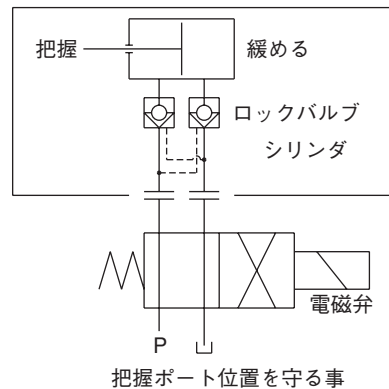 把握
緩める
ロックバルブ
シリンダ
電磁弁
P
把握ポート位置を守る事